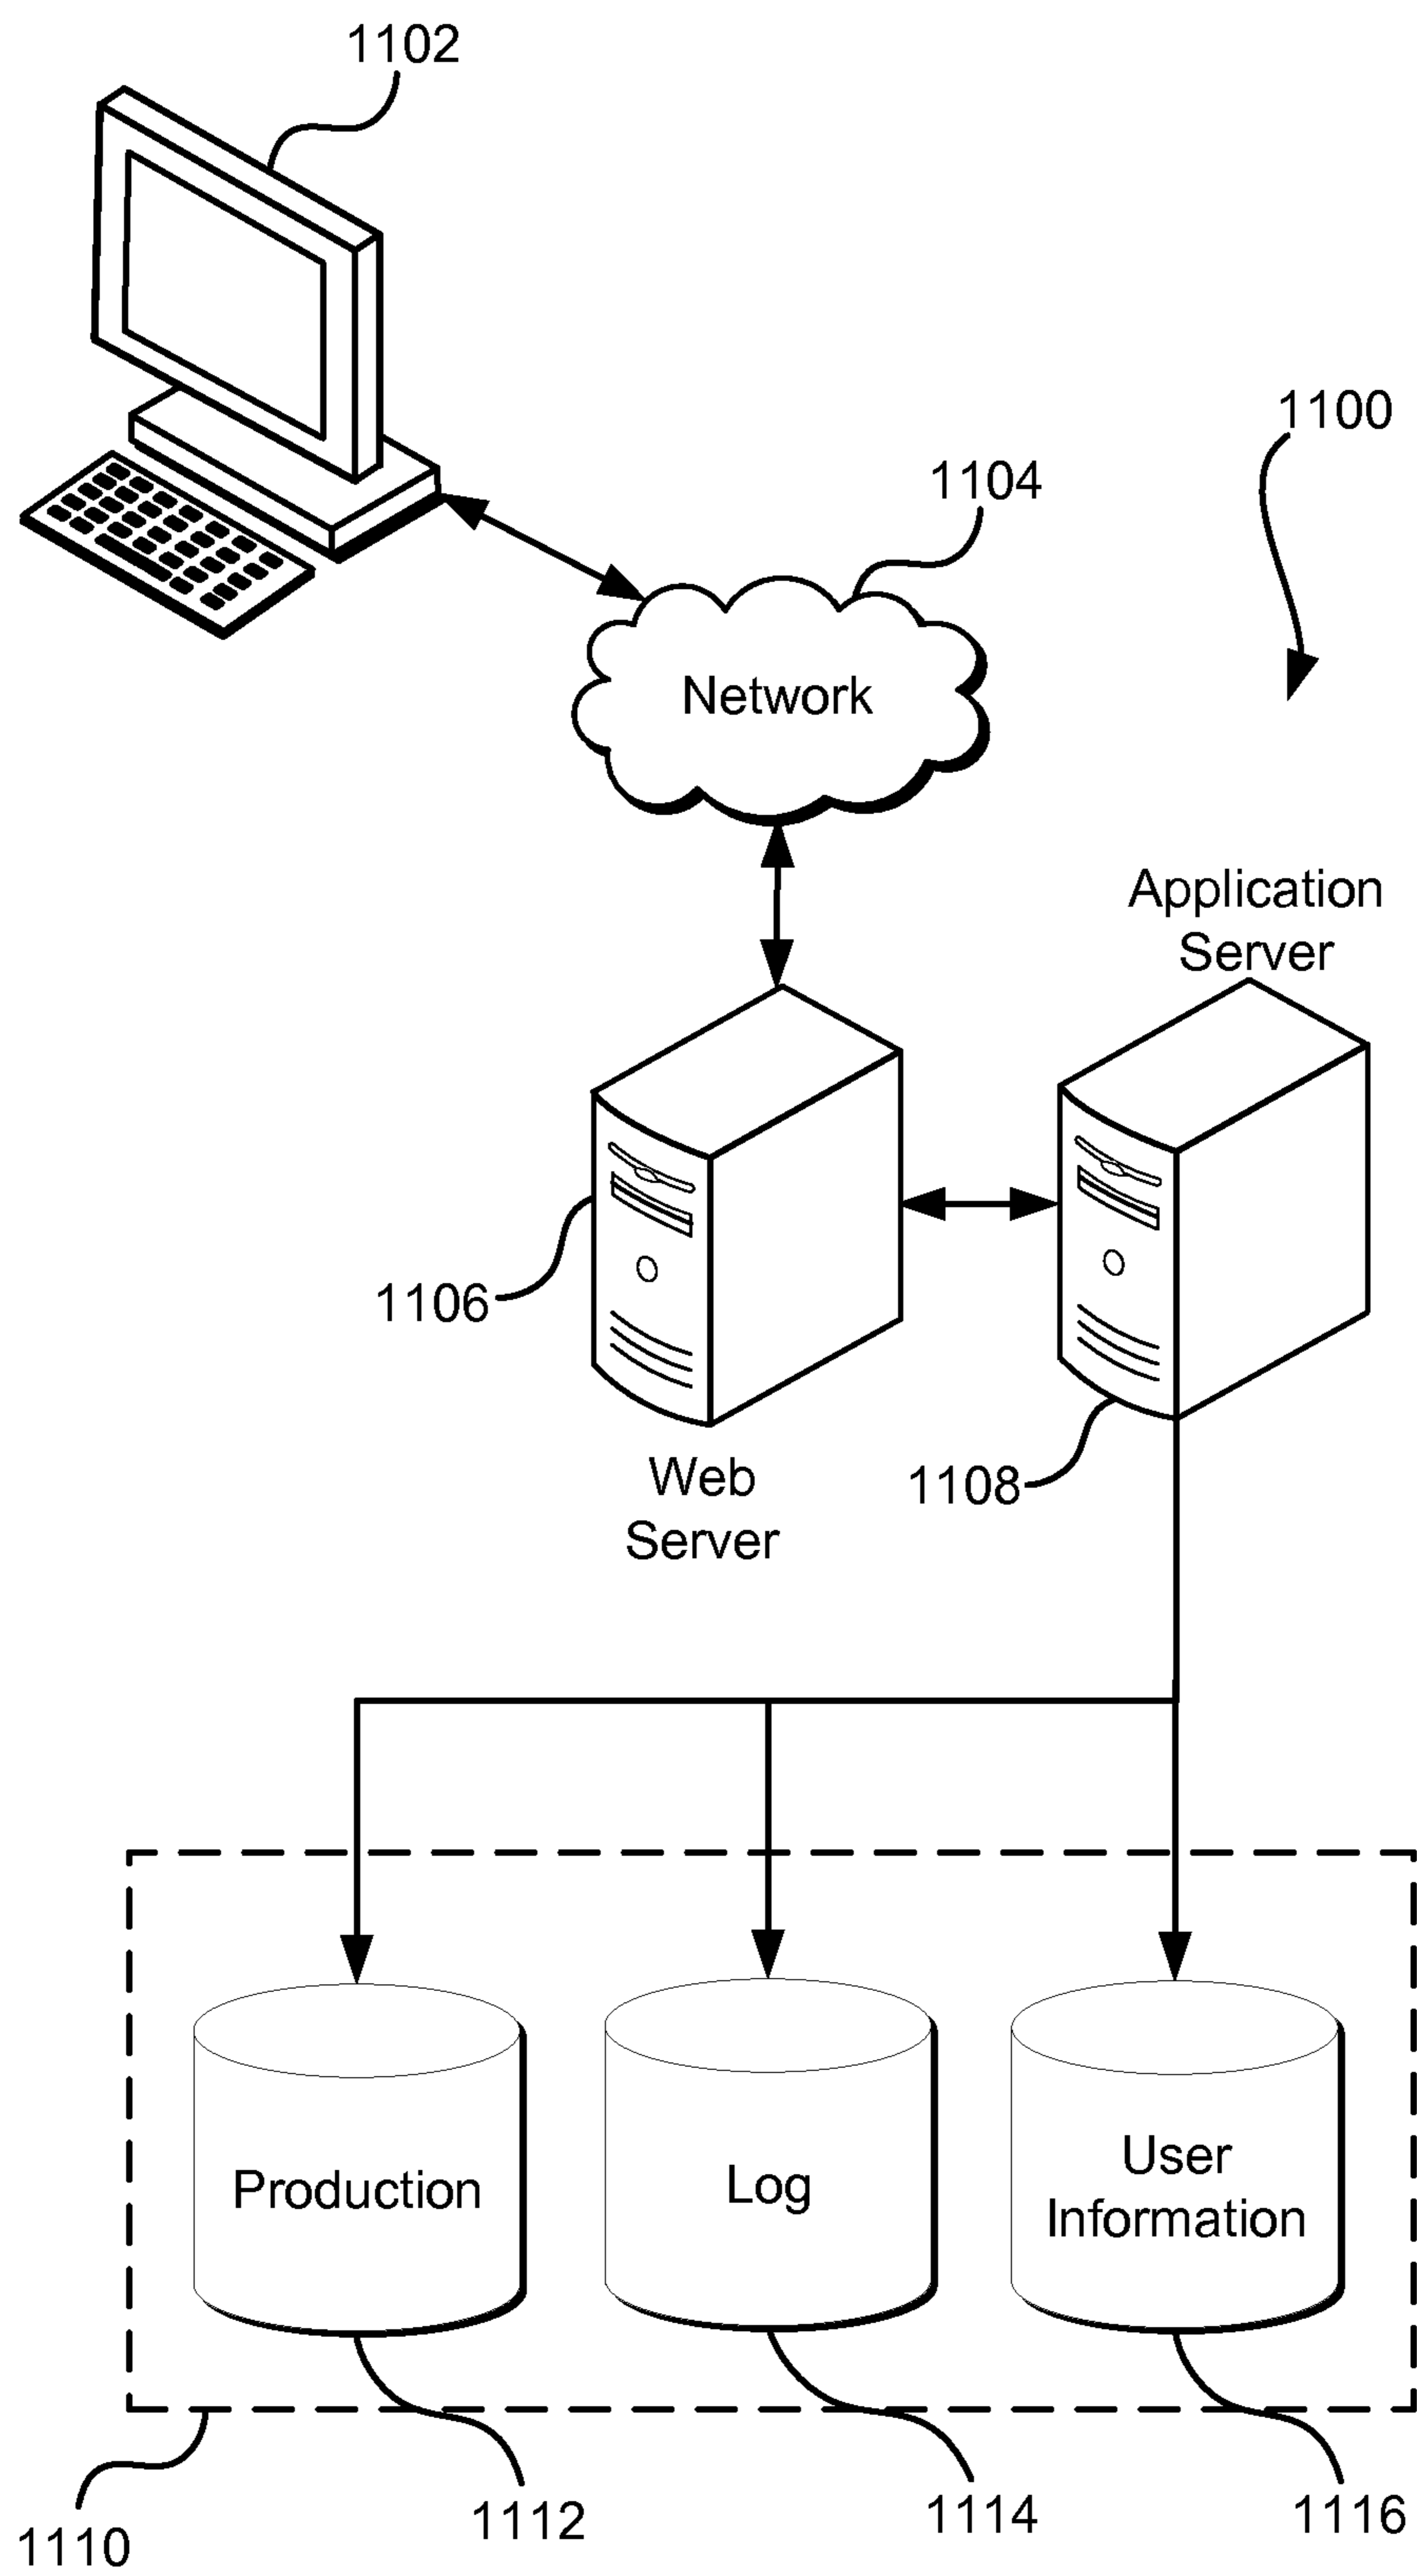 1102
1100
1104
Network
Application
Server
1106
Web
Server
1108
Production
Log
User
Information
1110
1112
1114
1116